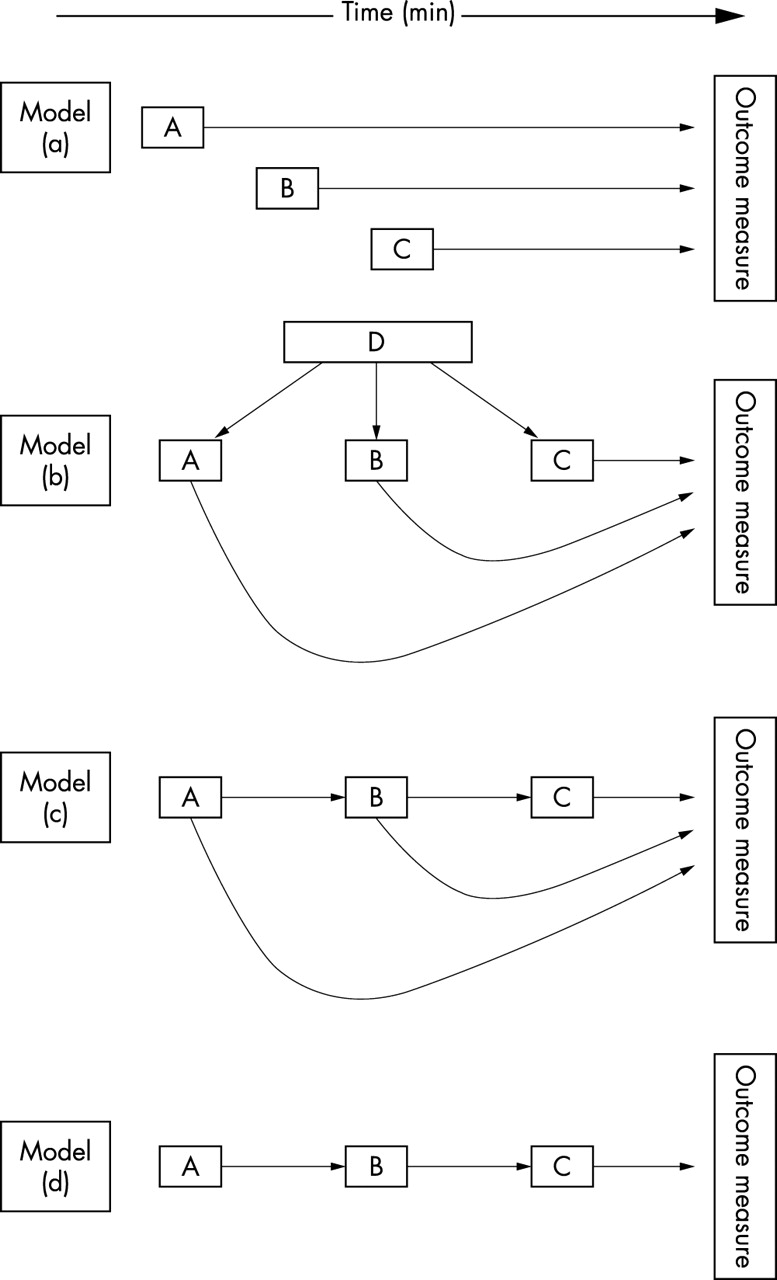 Time (min)
Model
(a)
A
B
C
Outcome measure
D
Model
(b)
A
B
C
Outcome measure
Model
(c)
A
B
C
Outcome measure
Model
(d)
A
B
C
Outcome measure